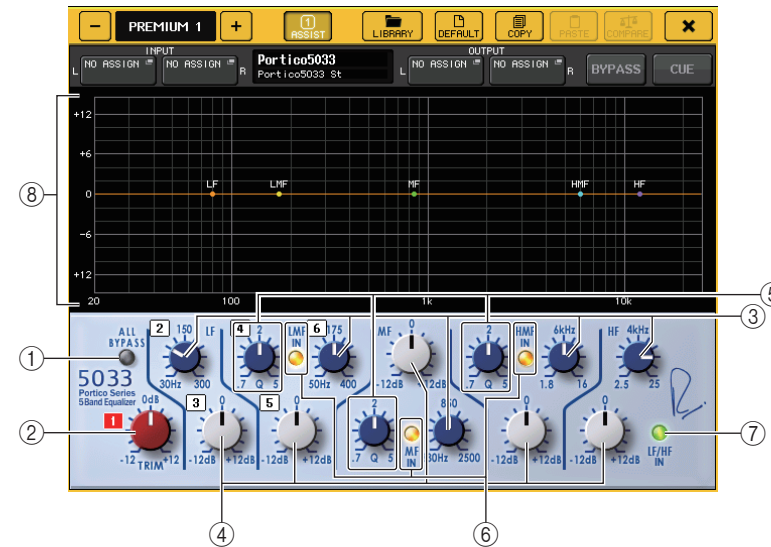 − PREMIUM 1 + 1 ASSIST LIBRARY DEFAULT COPY PASTE COMPARE ×
INPUT OUTPUT
L NO ASSIGN NO ASSIGN R Portico5033 Portico5033 St L NO ASSIGN NO ASSIGN R BYPASS CUE
+12
+6
LF LMF MF HMF HF
8 0
−6
+12
20 100 1k 10k
5
ALL BYPASS 2 150 LF 4 2 LMF IN 6 175 MF 0 2 HMF IN 6kHz HF 4kHz 3
1
30Hz 300 .7 Q 5 50Hz 400 -12dB +12dB .7 Q 5 1.8 16 2.5 25
5033
Portico Series
5Band Equalizer
1 0dB 3 0 5 0 2 850 0 0
2 7
-12 TRIM +12 -12dB +12dB -12dB +12dB .7 Q 5 MF IN 80Hz 2500 -12dB +12dB -12dB +12dB LF/HF IN
4 6